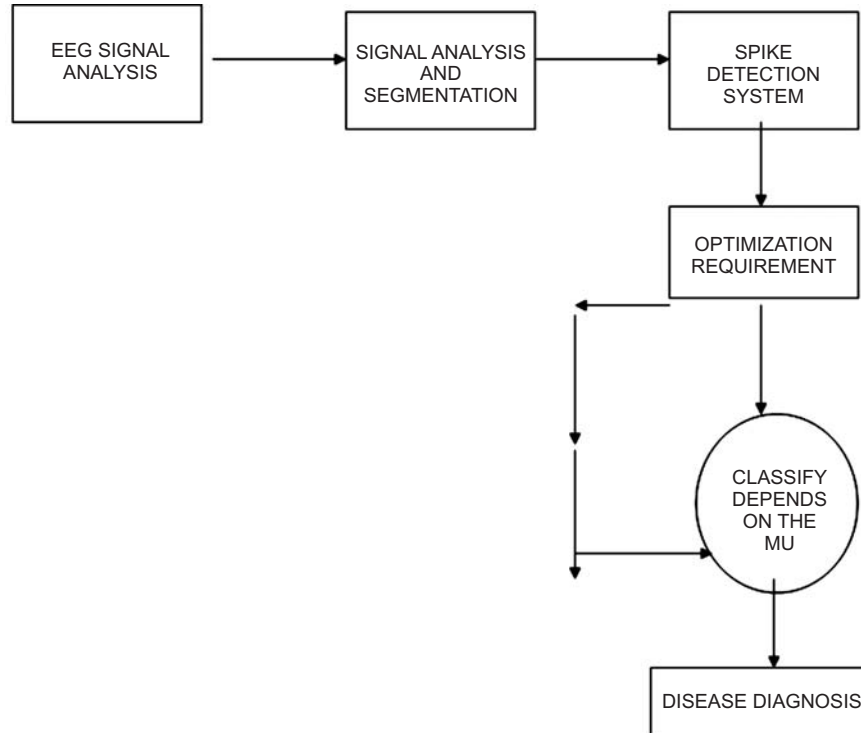 EEG SIGNAL
ANALYSIS
SIGNAL ANALYSIS
AND
SEGMENTATION
SPIKE
DETECTION
SYSTEM
OPTIMIZATION
REQUIREMENT
CLASSIFY
DEPENDS
ON THE
MU
DISEASE DIAGNOSIS